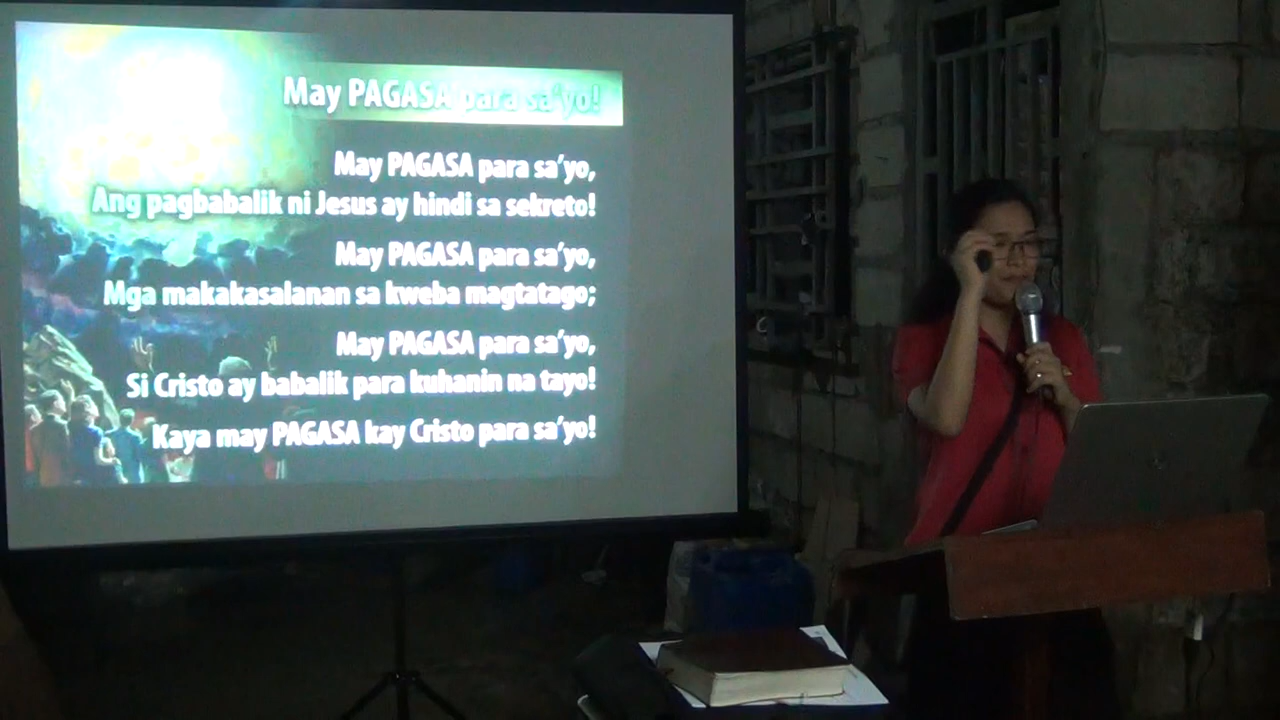 May PAGASA para sa'yo!
May PAGASA para sa'yo,
Ang pagbabalik ni Jesus ay hindi sa sekreto!
May PAGASA para sa'yo,
Mga makakasalanan sa kweba magtatago;
May PAGASA para sa'yo,
Si Cristo ay babalik para kuhanin na tayo!
Kaya may PAGASA kay Cristo para sa'yo!